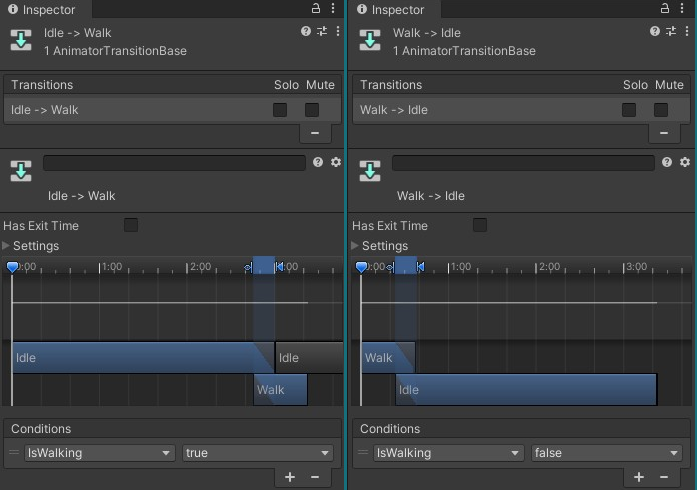 Inspector
Idle -> Walk
1 AnimatorTransitionBase
Transitions Solo Mute
Idle -> Walk
Idle -> Walk
Has Exit Time
Settings
0:00 1:00 2:00 :00
Idle Idle
Walk
Conditions
IsWalking true
Inspector
Walk -> Idle
1 AnimatorTransitionBase
Transitions Solo Mute
Walk -> Idle
Walk -> Idle
Has Exit Time
Settings
0:00 1:00 2:00 3:00
Walk
Idle
Conditions
IsWalking false